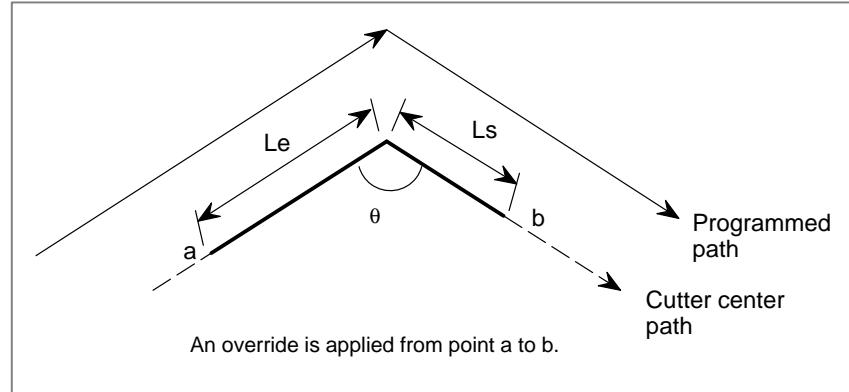 Le
Ls
θ
a
b
Programmed
path
Cutter center
path
An override is applied from point a to b.